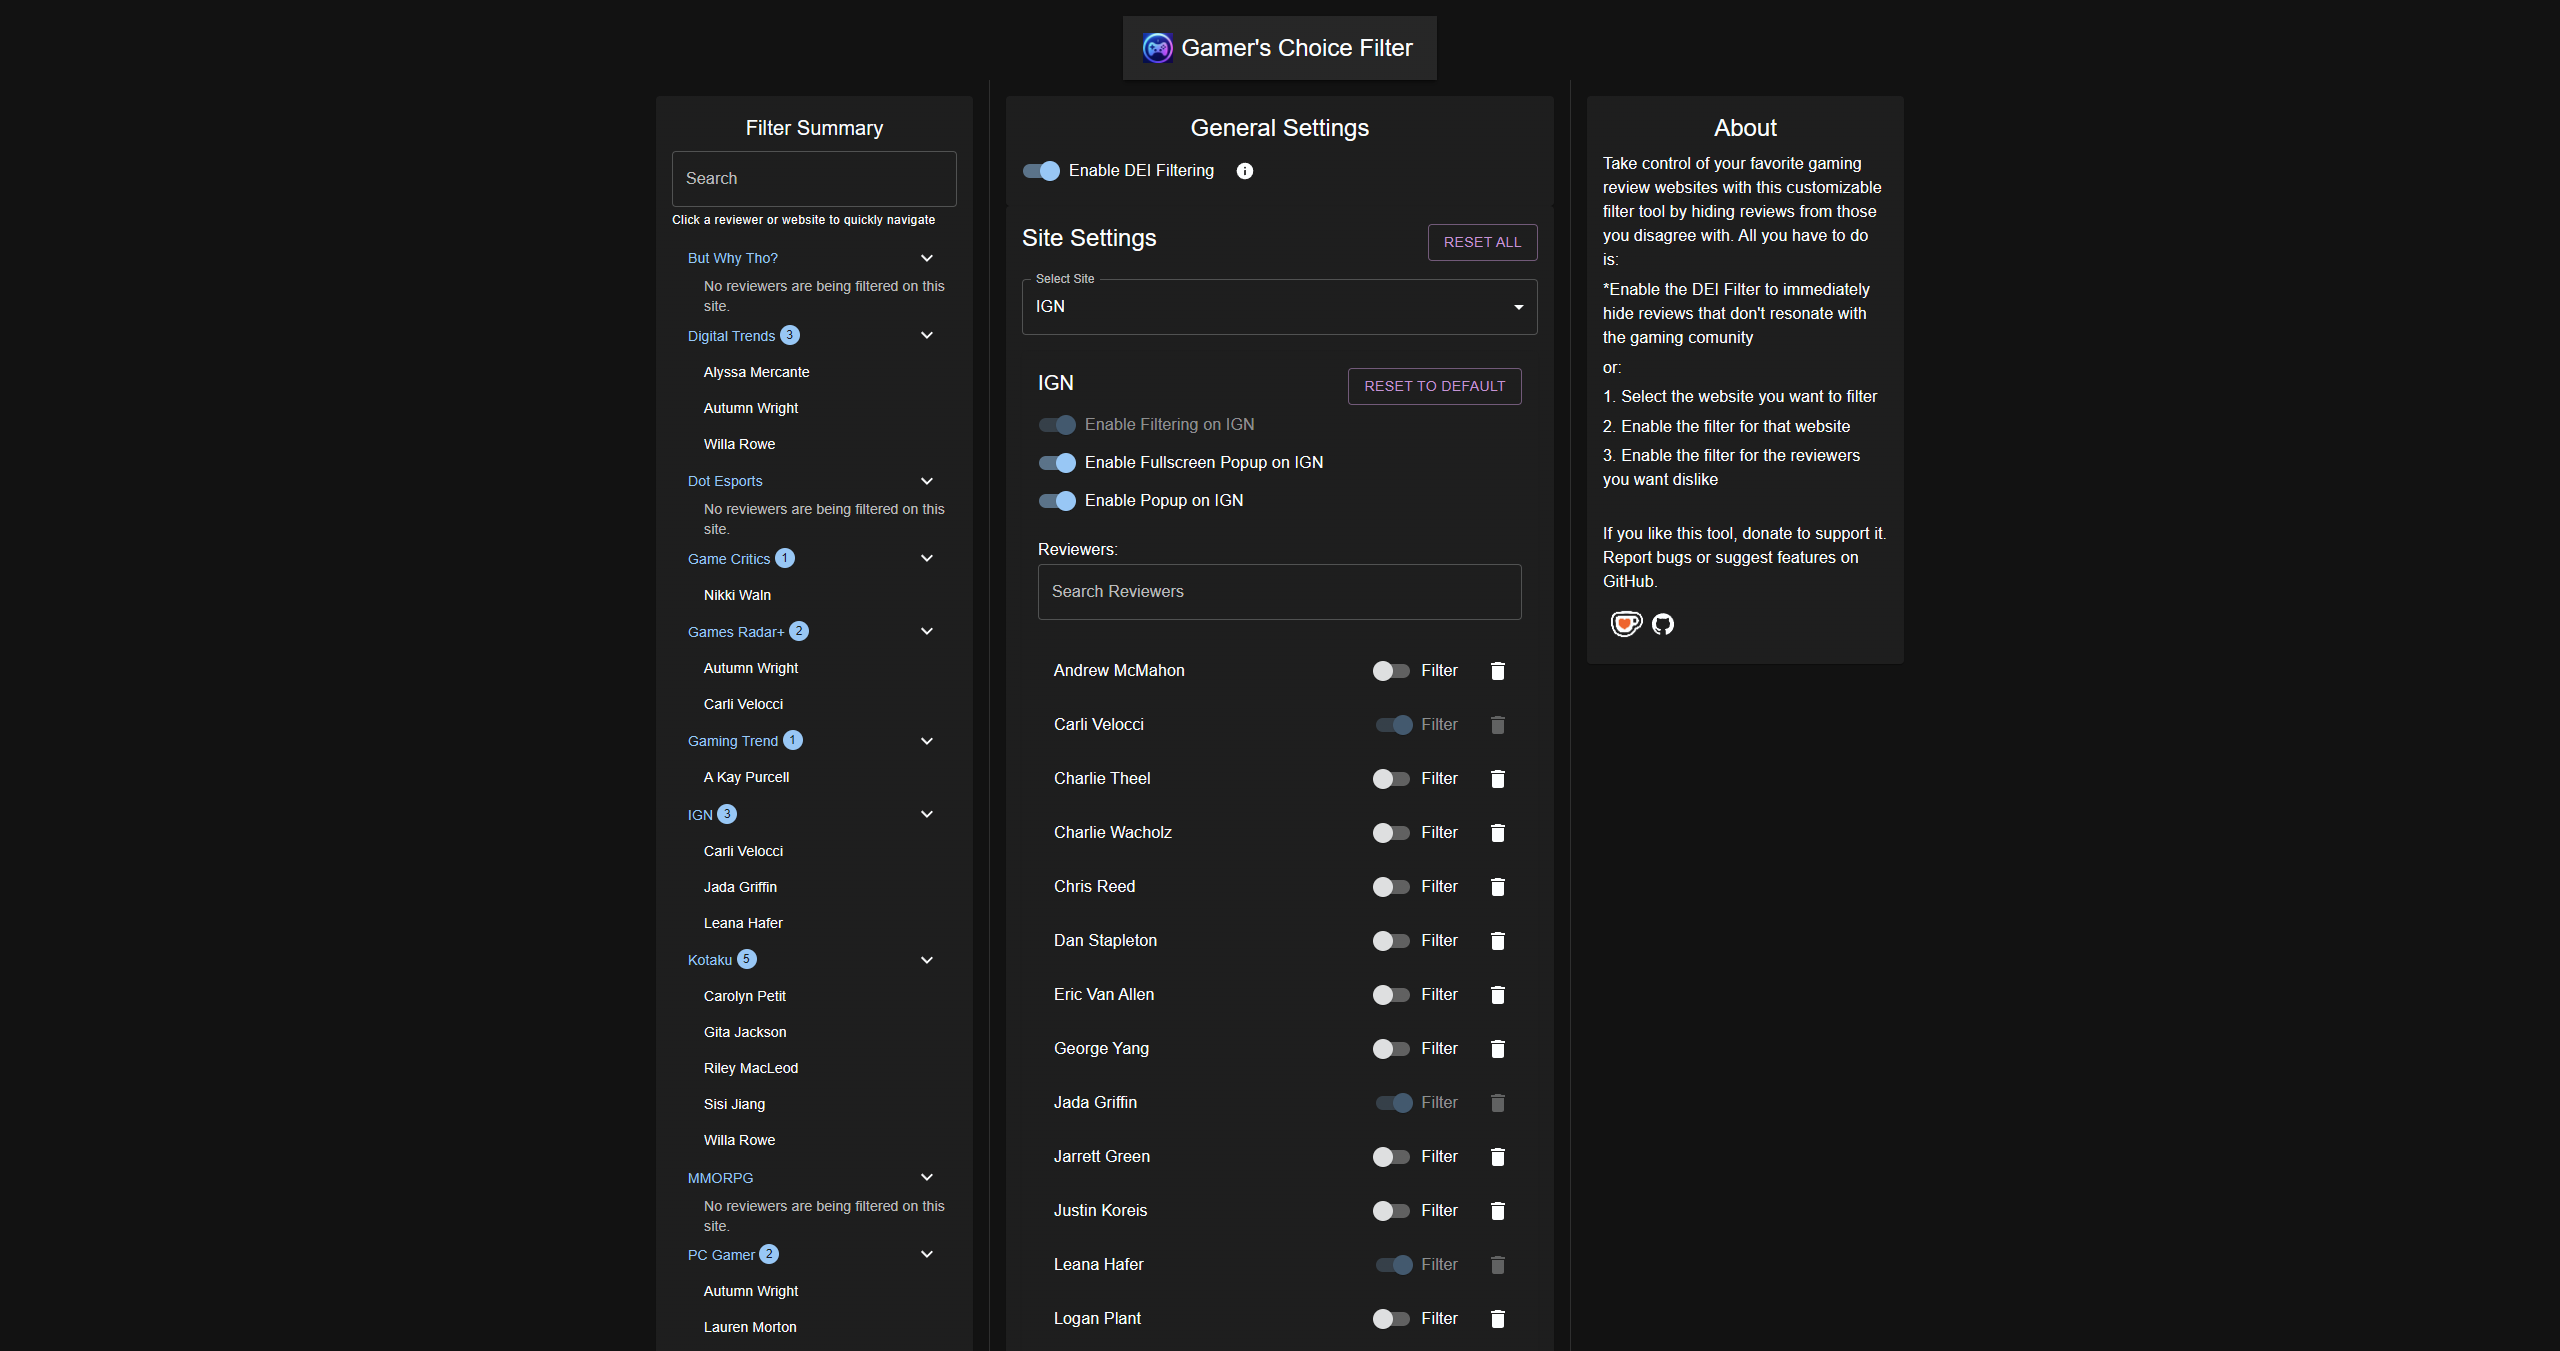 Gamer's Choice Filter
Filter Summary
Search
Click a reviewer or website to quickly navigate
But Why Tho?
No reviewers are being filtered on this
site.
Digital Trends 3
Alyssa Mercante
Autumn Wright
Willa Rowe
Dot Esports
No reviewers are being filtered on this
site.
Game Critics 1
Nikki Waln
Games Radar+ 2
Autumn Wright
Carli Velocci
Gaming Trend 1
A Kay Purcell
IGN 3
Carli Velocci
Jada Griffin
Leana Hafer
Kotaku 5
Carolyn Petit
Gita Jackson
Riley MacLeod
Sisi Jiang
Willa Rowe
MMORPG
No reviewers are being filtered on this
site.
PC Gamer 2
Autumn Wright
Lauren Morton
General Settings
Enable DEI Filtering
Site Settings
RESET ALL
Select Site
IGN
IGN
RESET TO DEFAULT
Enable Filtering on IGN
Enable Fullscreen Popup on IGN
Enable Popup on IGN
Reviewers:
Search Reviewers
Andrew McMahon Filter
Carli Velocci Filter
Charlie Theel Filter
Charlie Wacholz Filter
Chris Reed Filter
Dan Stapleton Filter
Eric Van Allen Filter
George Yang Filter
Jada Griffin Filter
Jarrett Green Filter
Justin Koreis Filter
Leana Hafer Filter
Logan Plant Filter
About
Take control of your favorite gaming
review websites with this customizable
filter tool by hiding reviews from those
you disagree with. All you have to do
is:
*Enable the DEI Filter to immediately
hide reviews that don't resonate with
the gaming comunity
or:
1. Select the website you want to filter
2. Enable the filter for that website
3. Enable the filter for the reviewers
you want dislike
If you like this tool, donate to support it.
Report bugs or suggest features on
GitHub.